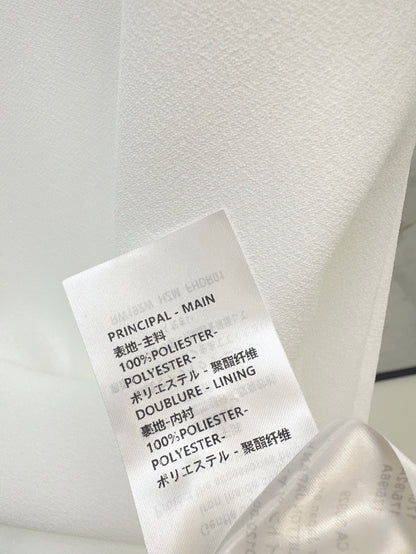 PRINCIPAL - MAIN
表地-主料
100%POLIESTER-
POLYESTER-
ポリエステル - 聚酯纤维
DOUBLURE - LINING
裏地-内衬
100%POLIESTER-
POLYESTER-
ポリエステル - 聚酯纤维